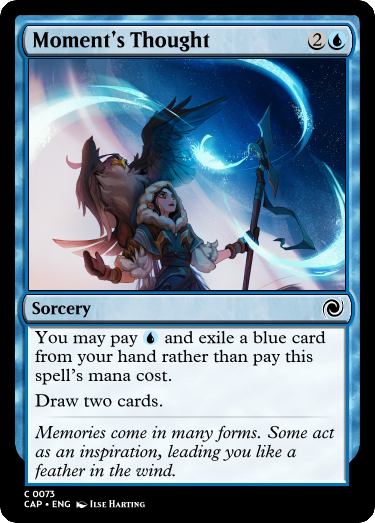 Moment's Thought 2
Sorcery
You may pay and exile a blue card
from your hand rather than pay this
spell's mana cost.
Draw two cards.
Memories come in many forms. Some act
as an inspiration, leading you like a
feather in the wind.
C 0073
CAP • ENG Ilse Harting